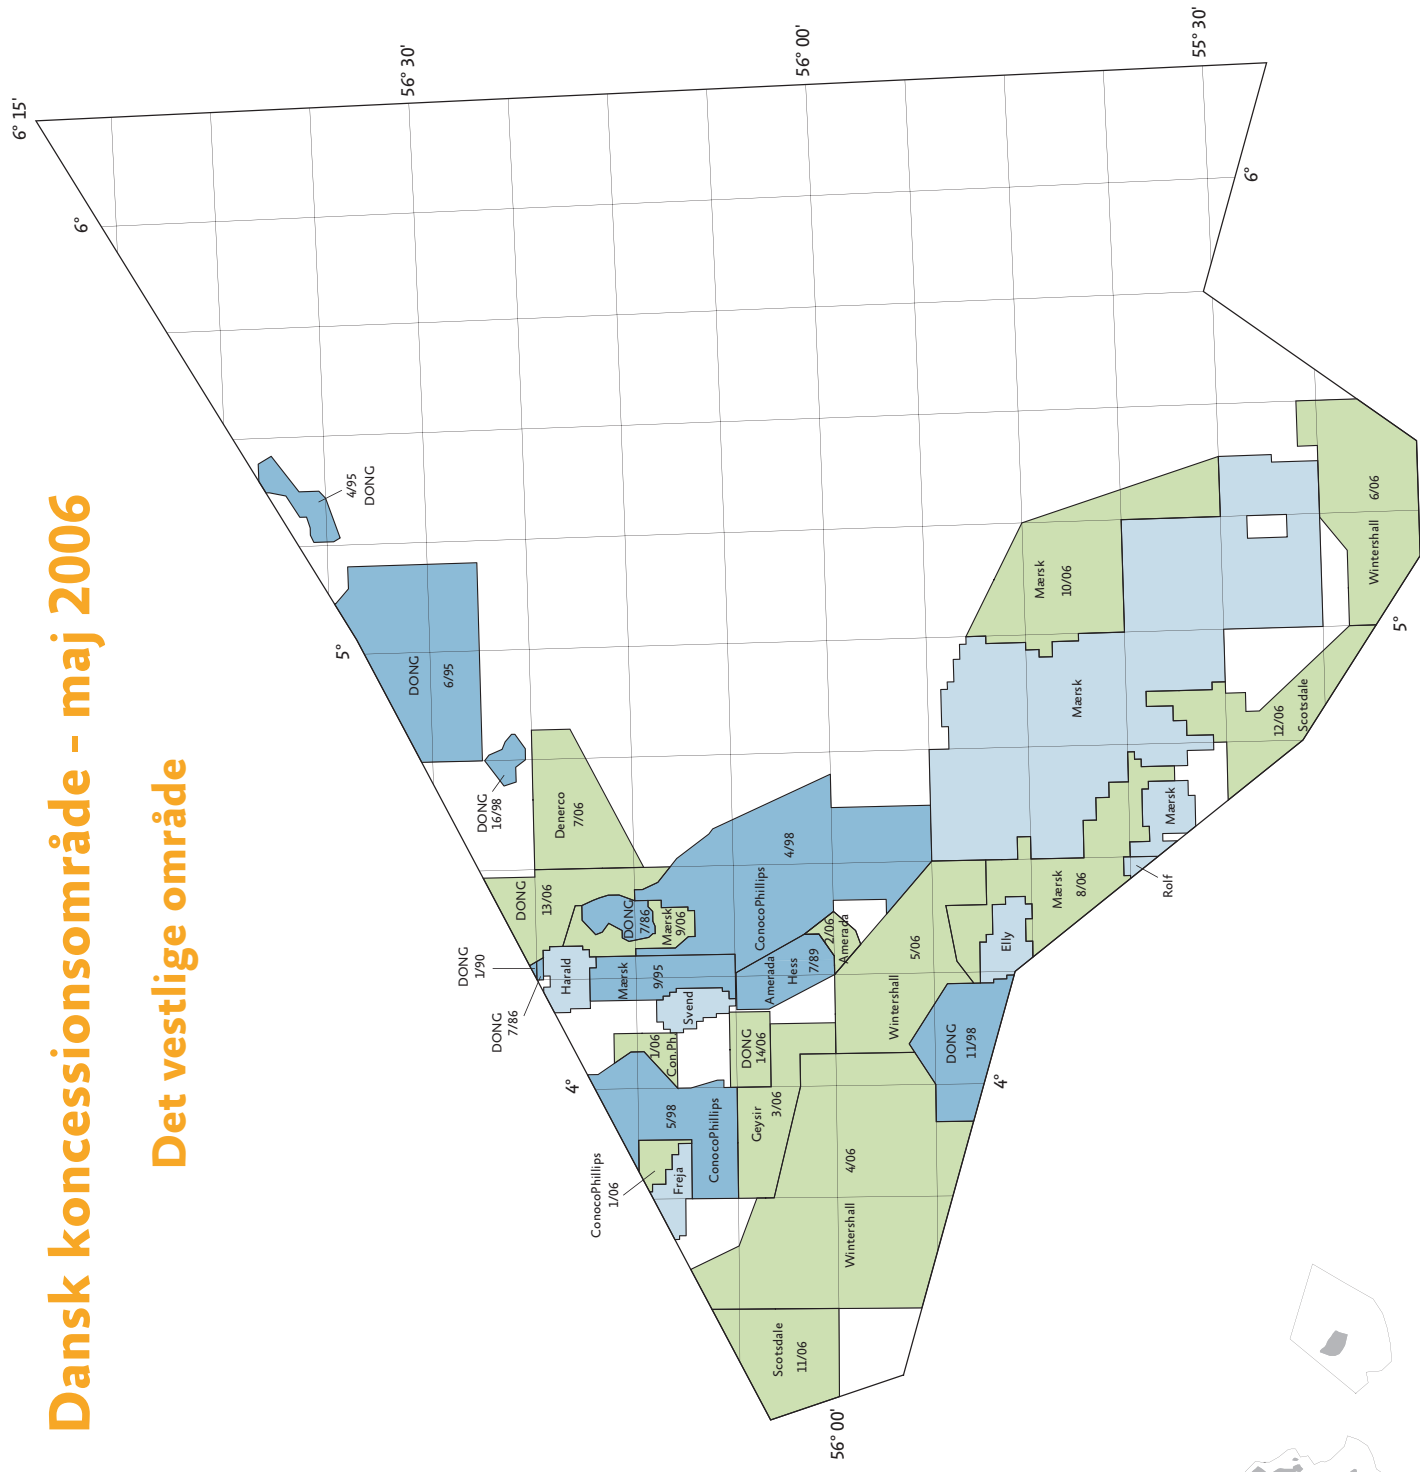 Dansk koncessionsområde - maj 2006
Det vestlige område
6° 15'
6°
56° 30'
56° 00'
55° 30'
6°
5°
4/95
DONG
DONG
6/95
DONG
16/98
Denerco
7/06
DONG
13/06
DONG
7/86
Mærsk
9/06
ConocoPhillips
4/98
DONG
1/90
DONG
7/86
Harald
Mærsk
9/95
Svend
Amerada
Hess
7/89
2/06
Amerada
4°
1/06
Con.Ph.
DONG
14/06
5/98
ConocoPhillips
Geysir
3/06
ConocoPhillips
1/06
Freja
Wintershall
5/06
Wintershall
4/06
Scotsdale
11/06
56° 00'
DONG
11/98
4°
Elly
Mærsk
8/06
Rolf
Mærsk
Mærsk
Mærsk
10/06
12/06
Scotsdale
Wintershall
6/06
5°